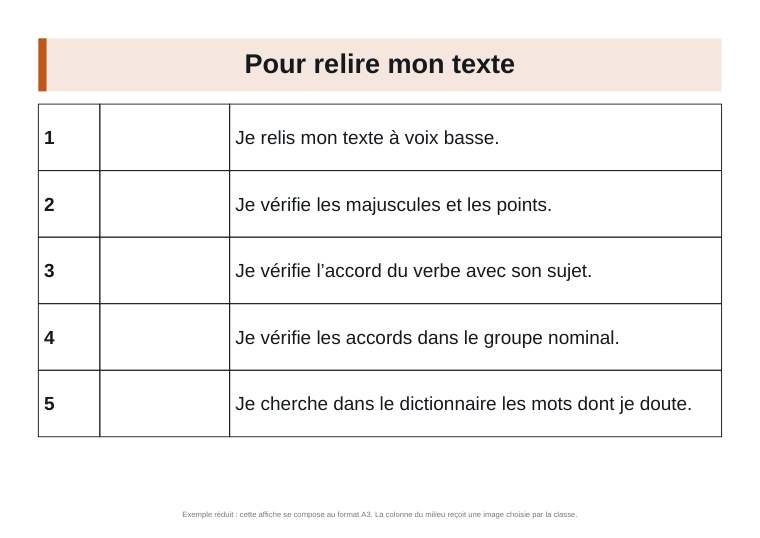 Pour relire mon texte
1 Je relis mon texte à voix basse.
2 Je vérifie les majuscules et les points.
3 Je vérifie l’accord du verbe avec son sujet.
4 Je vérifie les accords dans le groupe nominal.
5 Je cherche dans le dictionnaire les mots dont je doute.
Exemple réduit : cette affiche se compose au format A3. La colonne du milieu reçoit une image choisie par la classe.